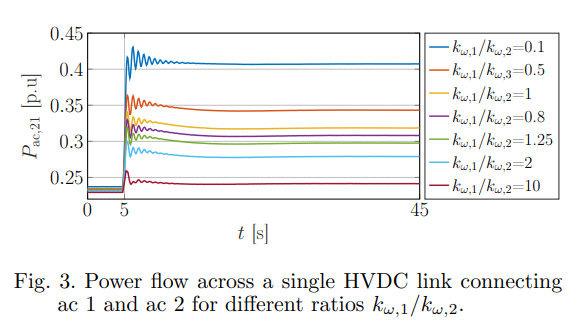 0.45
0.4
0.35
0.3
0.25
P_ac,21 [p.u]
0 5 45
t [s]
k_ω,1/k_ω,2=0.1
k_ω,1/k_ω,3=0.5
k_ω,1/k_ω,2=1
k_ω,1/k_ω,2=0.8
k_ω,1/k_ω,2=1.25
k_ω,1/k_ω,2=2
k_ω,1/k_ω,2=10
Fig. 3. Power flow across a single HVDC link connecting
ac 1 and ac 2 for different ratios k_ω,1/k_ω,2.